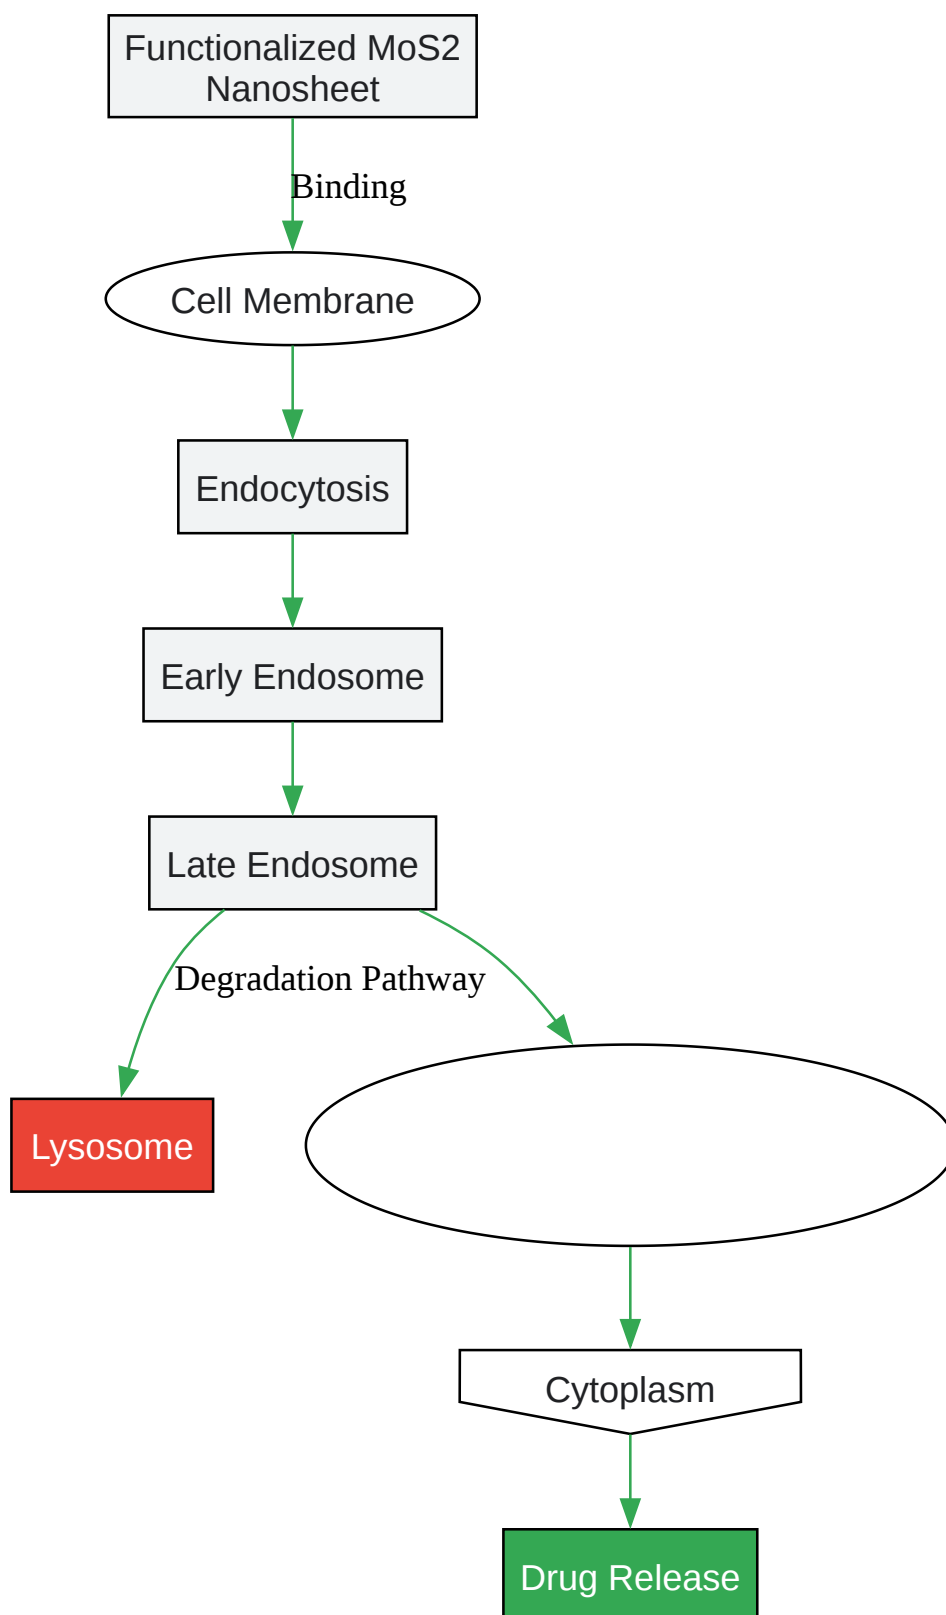 Functionalized MoS2
Nanosheet
Binding
Cell Membrane
Endocytosis
Early Endosome
Late Endosome
Degradation Pathway
Lysosome
Cytoplasm
Drug Release